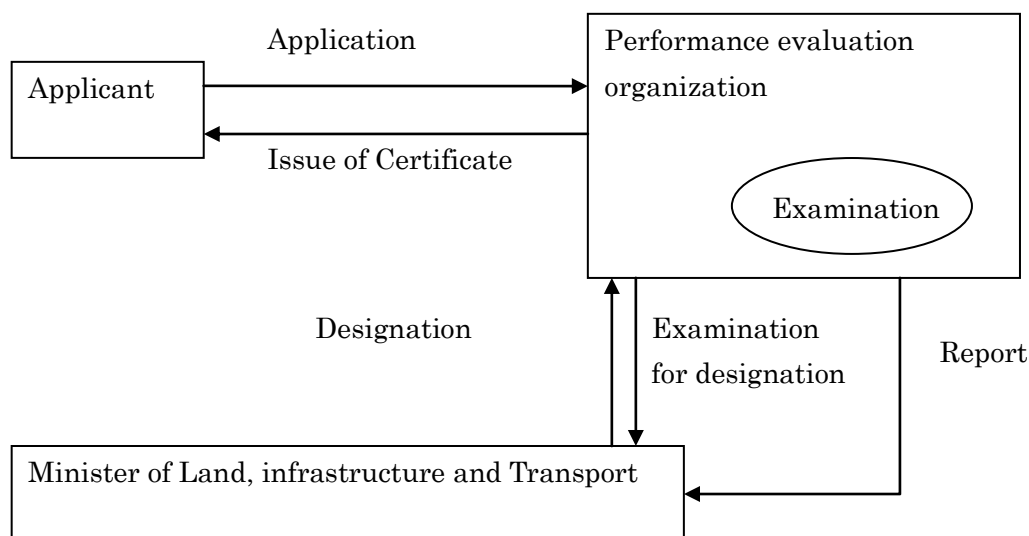 Application
Performance evaluation
organization
Applicant
Issue of Certificate
Examination
Designation
Examination
for designation
Report
Minister of Land, infrastructure and Transport